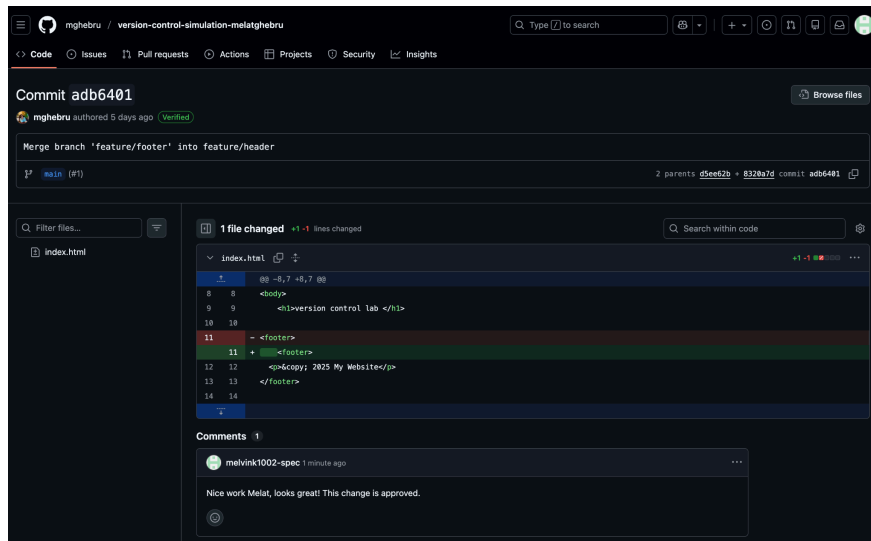 mghebru / version-control-simulation-melatghebru
Type / to search
<> Code Issues Pull requests Actions Projects Security Insights
Commit adb6401
Browse files
mghebru authored 5 days ago Verified
Merge branch 'feature/footer' into feature/header
main (#1)
2 parents d5ee62b + 8320a7d commit adb6401
Filter files...
1 file changed +1 -1 lines changed
Search within code
index.html
index.html
+1 -1
@@ -8,7 +8,7 @@
8 8 <body>
9 9 <h1>version control lab </h1>
10 10
11 - <footer>
11 + <footer>
12 12 <p>&copy; 2025 My Website</p>
13 13 </footer>
14 14
Comments 1
melvink1002-spec 1 minute ago
Nice work Melat, looks great! This change is approved.